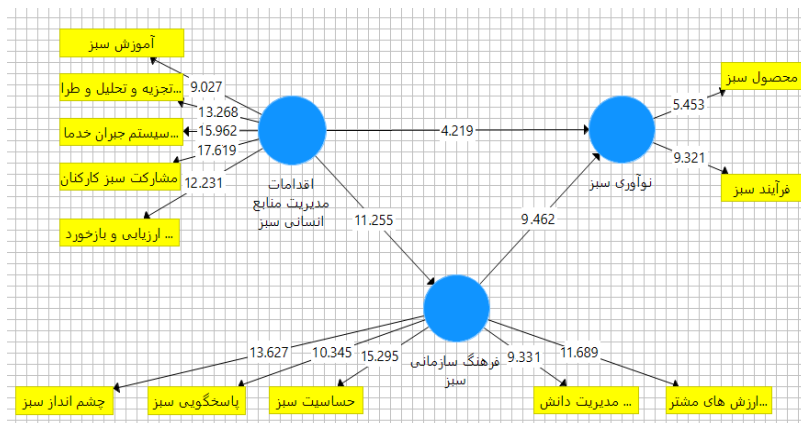 آموزش سبز
محصول سبز
9.027
...تجزیه و تحلیل و طرا
5.453
13.268
...سیستم جبران خدما
15.962
4.219
17.619
9.321
مشارکت سبز کارکنان
12.231
اقدامات
مدیریت منابع
انسانی سبز
نوآوری سبز
فرآیند سبز
11.255
9.462
... ارزیابی و بازخورد
13.627
10.345
15.295
فرهنگ سازمانی
سبز
9.331
11.689
چشم انداز سبز
پاسخگویی سبز
حساسیت سبز
... مدیریت دانش
...ارزش های مشتر